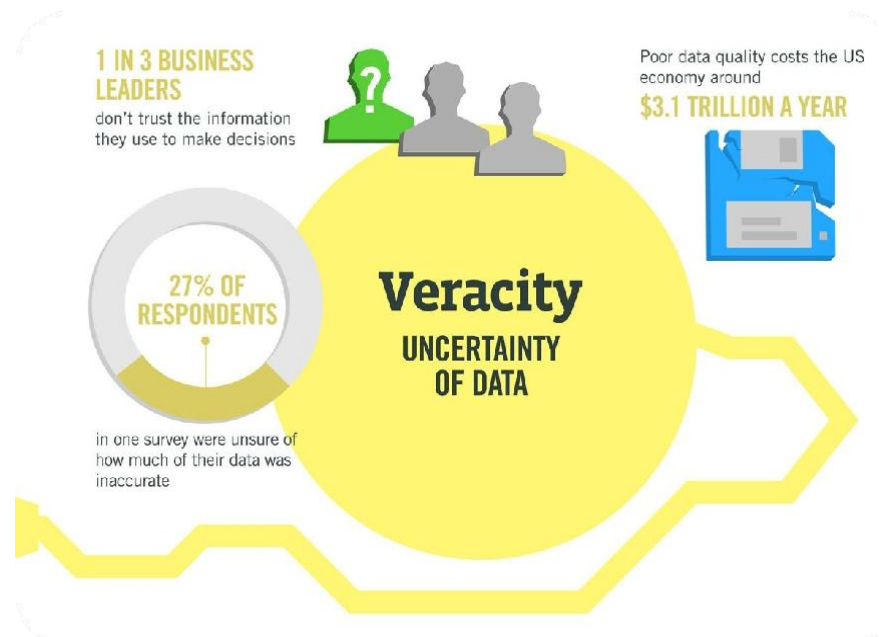 1 IN 3 BUSINESS
LEADERS
don't trust the information
they use to make decisions
?
Poor data quality costs the US
economy around
$3.1 TRILLION A YEAR
27% OF
RESPONDENTS
in one survey were unsure of
how much of their data was
inaccurate
Veracity
UNCERTAINTY
OF DATA